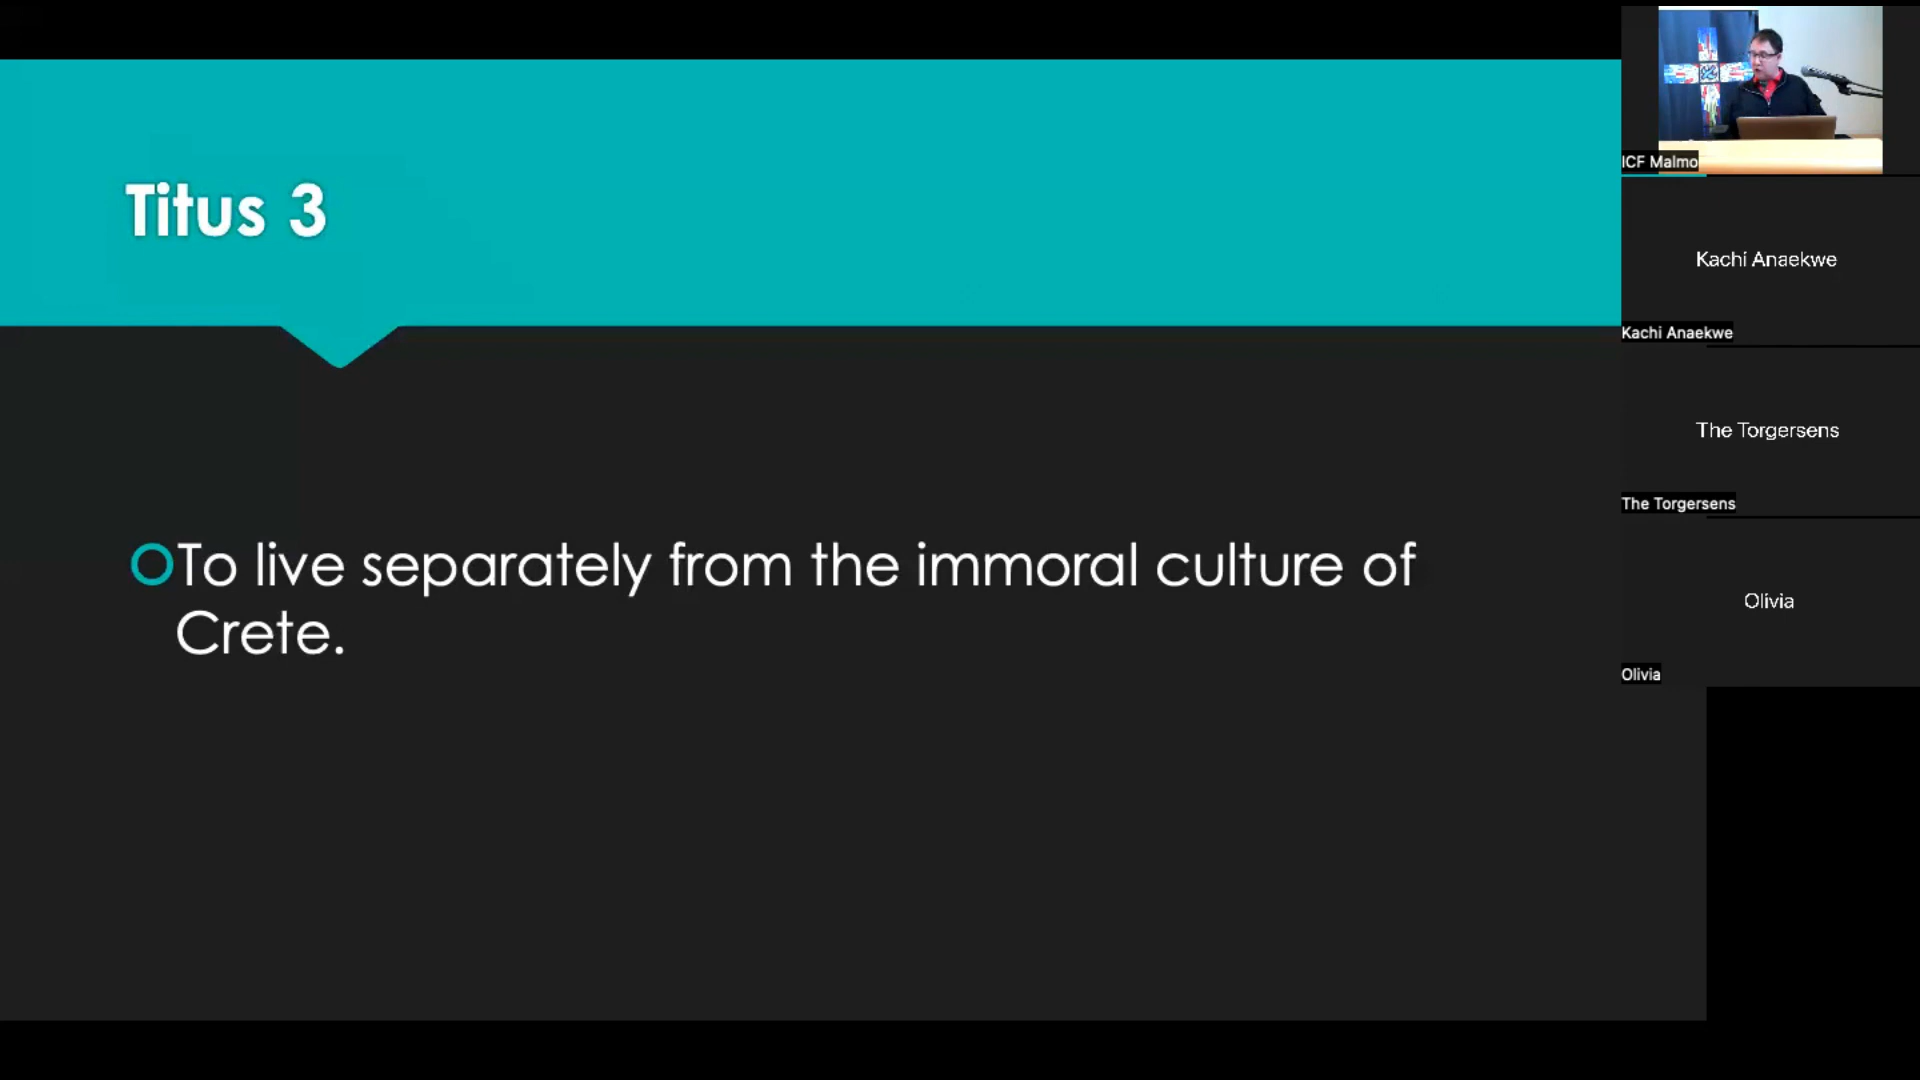 Titus 3
To live separately from the immoral culture of
Crete.
ICF Malmo
Kachi Anaekwe
Kachi Anaekwe
The Torgersens
The Torgersens
Olivia
Olivia